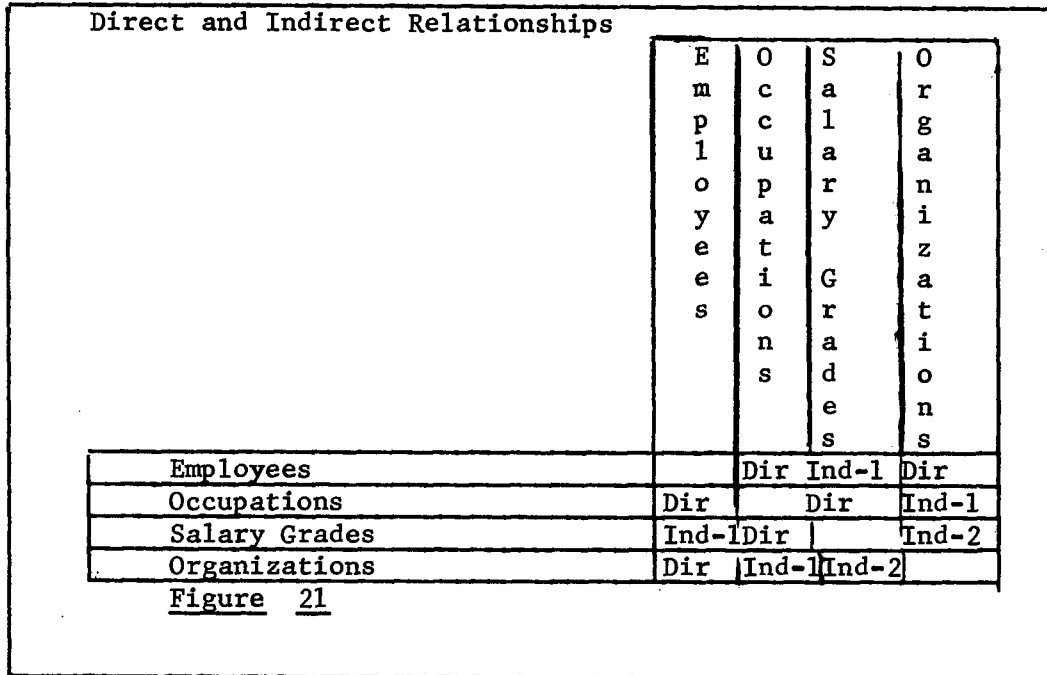 Direct and Indirect Relationships
Employees
Occupations
Salary Grades
Organizations
Employees Dir Ind-1 Dir
Occupations Dir Dir Ind-1
Salary Grades Ind-1 Dir Ind-2
Organizations Dir Ind-1 Ind-2
Figure 21